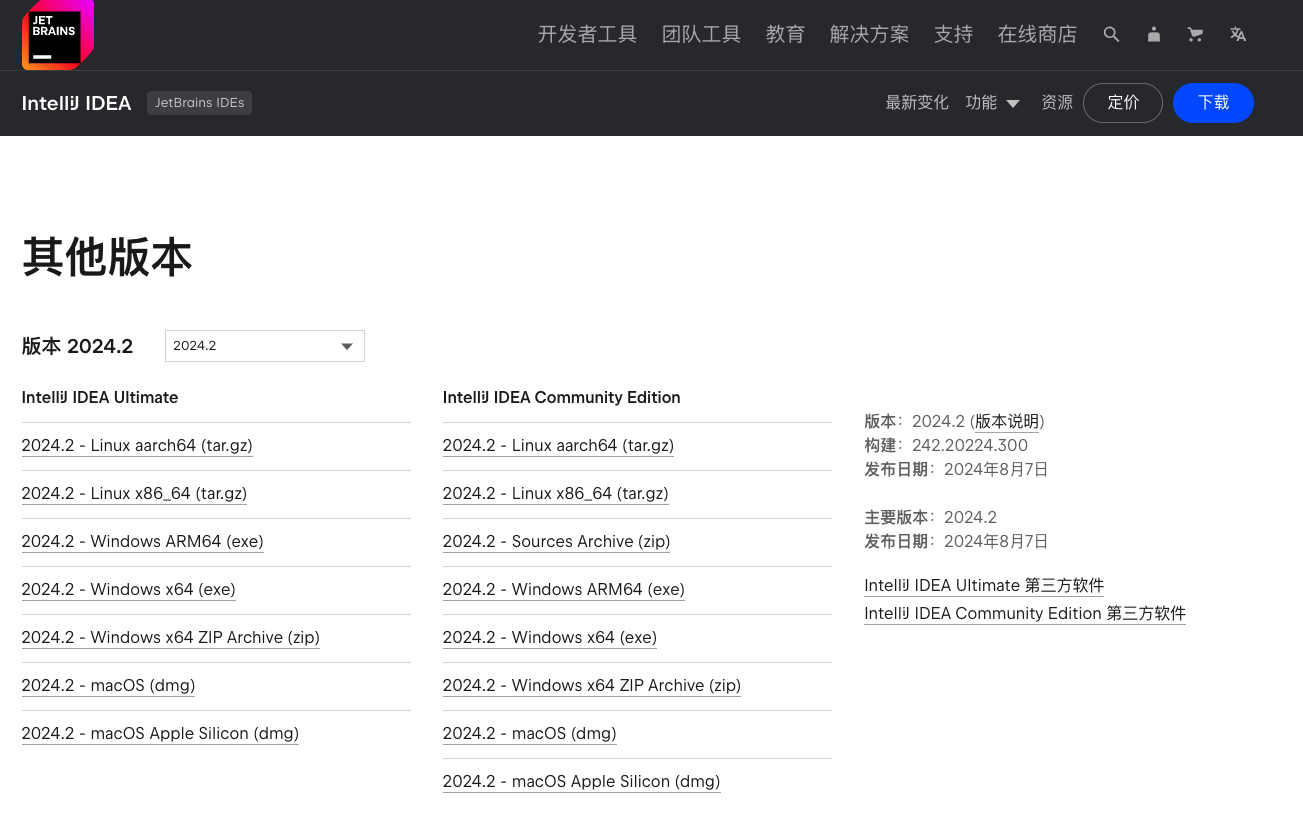 JET
BRAINS
开发者工具 团队工具 教育 解决方案 支持 在线商店
IntelliJ IDEA JetBrains IDEs 最新变化 功能 资源 定价 下载
其他版本
版本 2024.2 2024.2
IntelliJ IDEA Ultimate
2024.2 - Linux aarch64 (tar.gz)
2024.2 - Linux x86_64 (tar.gz)
2024.2 - Windows ARM64 (exe)
2024.2 - Windows x64 (exe)
2024.2 - Windows x64 ZIP Archive (zip)
2024.2 - macOS (dmg)
2024.2 - macOS Apple Silicon (dmg)
IntelliJ IDEA Community Edition
2024.2 - Linux aarch64 (tar.gz)
2024.2 - Linux x86_64 (tar.gz)
2024.2 - Sources Archive (zip)
2024.2 - Windows ARM64 (exe)
2024.2 - Windows x64 (exe)
2024.2 - Windows x64 ZIP Archive (zip)
2024.2 - macOS (dmg)
2024.2 - macOS Apple Silicon (dmg)
版本：2024.2 (版本说明)
构建：242.20224.300
发布日期：2024年8月7日
主要版本：2024.2
发布日期：2024年8月7日
IntelliJ IDEA Ultimate 第三方软件
IntelliJ IDEA Community Edition 第三方软件